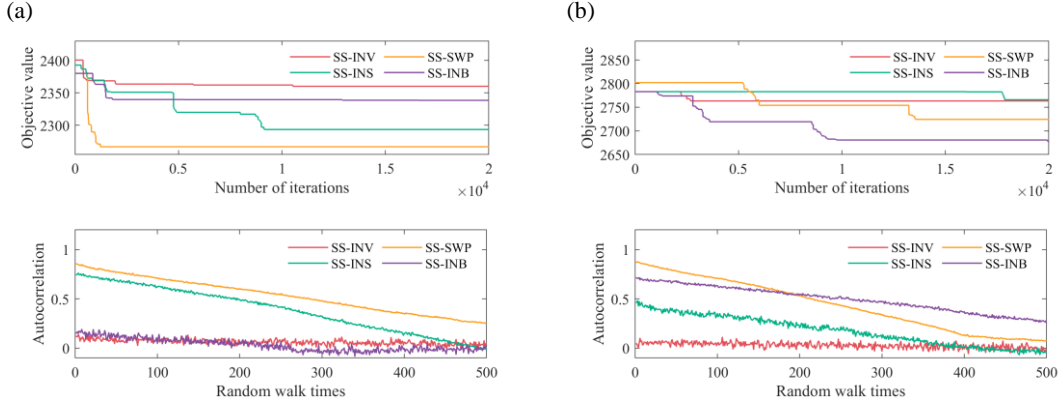 (a)
(b)
Objective value
2400
2350
2300
SS-INV SS-SWP
SS-INS SS-INB
0 0.5 1 1.5 2
Number of iterations
×10^4
Objective value
2850
2800
2750
2700
2650
SS-INV SS-SWP
SS-INS SS-INB
0 0.5 1 1.5 2
Number of iterations
×10^4
Autocorrelation
1
0.5
0
SS-INV SS-SWP
SS-INS SS-INB
0 100 200 300 400 500
Random walk times
Autocorrelation
1
0.5
0
SS-INV SS-SWP
SS-INS SS-INB
0 100 200 300 400 500
Random walk times